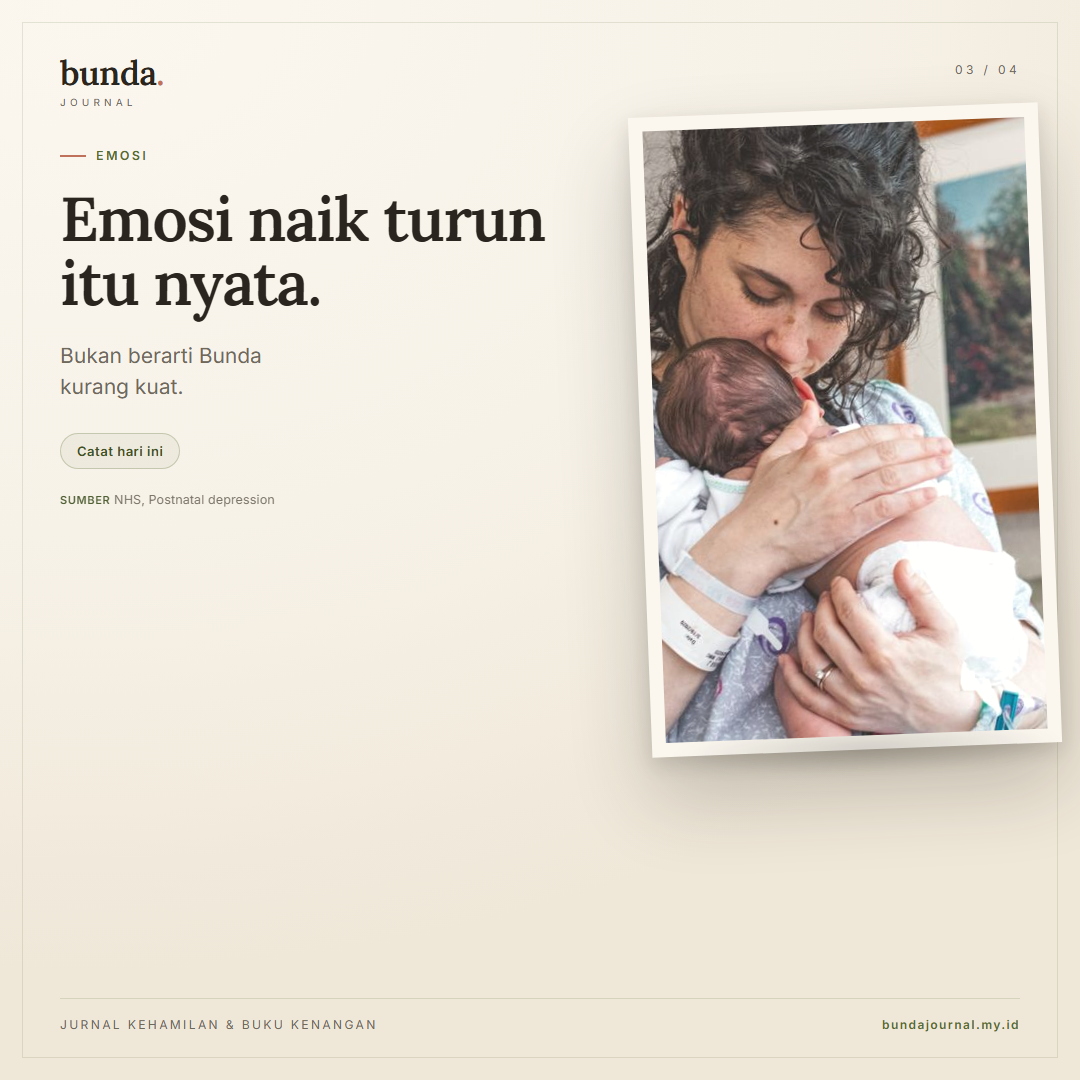 bunda.
JOURNAL
03 / 04
EMOSI
Emosi naik turun
itu nyata.
Bukan berarti Bunda
kurang kuat.
Catat hari ini
SUMBER NHS, Postnatal depression
JURNAL KEHAMILAN & BUKU KENANGAN
bundajournal.my.id